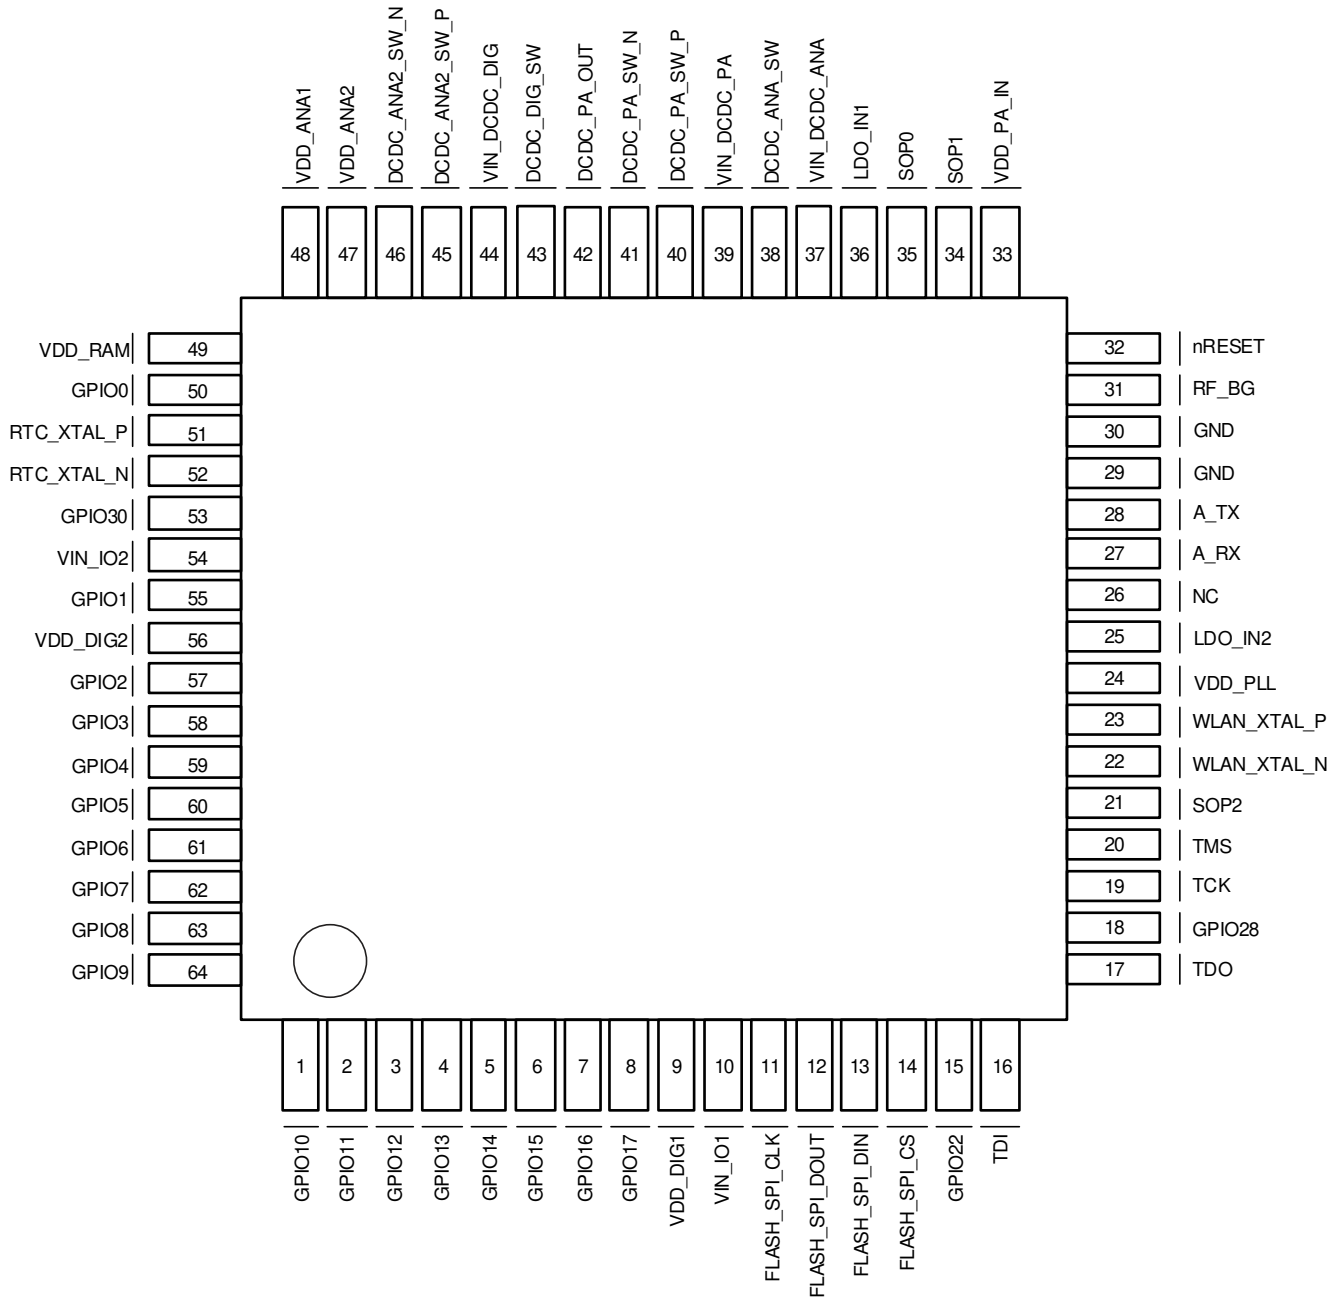 VDD_ANA1
VDD_ANA2
DCDC_ANA2_SW_N
DCDC_ANA2_SW_P
VIN_DCDC_DIG
DCDC_DIG_SW
DCDC_PA_OUT
DCDC_PA_SW_N
DCDC_PA_SW_P
VIN_DCDC_PA
DCDC_ANA_SW
VIN_DCDC_ANA
LDO_IN1
SOP0
SOP1
VDD_PA_IN
48
47
46
45
44
43
42
41
40
39
38
37
36
35
34
33
VDD_RAM 49
GPIO0 50
RTC_XTAL_P 51
RTC_XTAL_N 52
GPIO30 53
VIN_IO2 54
GPIO1 55
VDD_DIG2 56
GPIO2 57
GPIO3 58
GPIO4 59
GPIO5 60
GPIO6 61
GPIO7 62
GPIO8 63
GPIO9 64
32 nRESET
31 RF_BG
30 GND
29 GND
28 A_TX
27 A_RX
26 NC
25 LDO_IN2
24 VDD_PLL
23 WLAN_XTAL_P
22 WLAN_XTAL_N
21 SOP2
20 TMS
19 TCK
18 GPIO28
17 TDO
1
2
3
4
5
6
7
8
9
10
11
12
13
14
15
16
GPIO10
GPIO11
GPIO12
GPIO13
GPIO14
GPIO15
GPIO16
GPIO17
VDD_DIG1
VIN_IO1
FLASH_SPI_CLK
FLASH_SPI_DOUT
FLASH_SPI_DIN
FLASH_SPI_CS
GPIO22
TDI